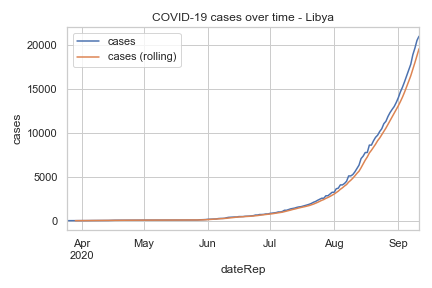 COVID-19 cases over time - Libya
cases
cases (rolling)
20000
15000
10000
5000
0
cases
Apr
2020
May
Jun
Jul
Aug
Sep
dateRep